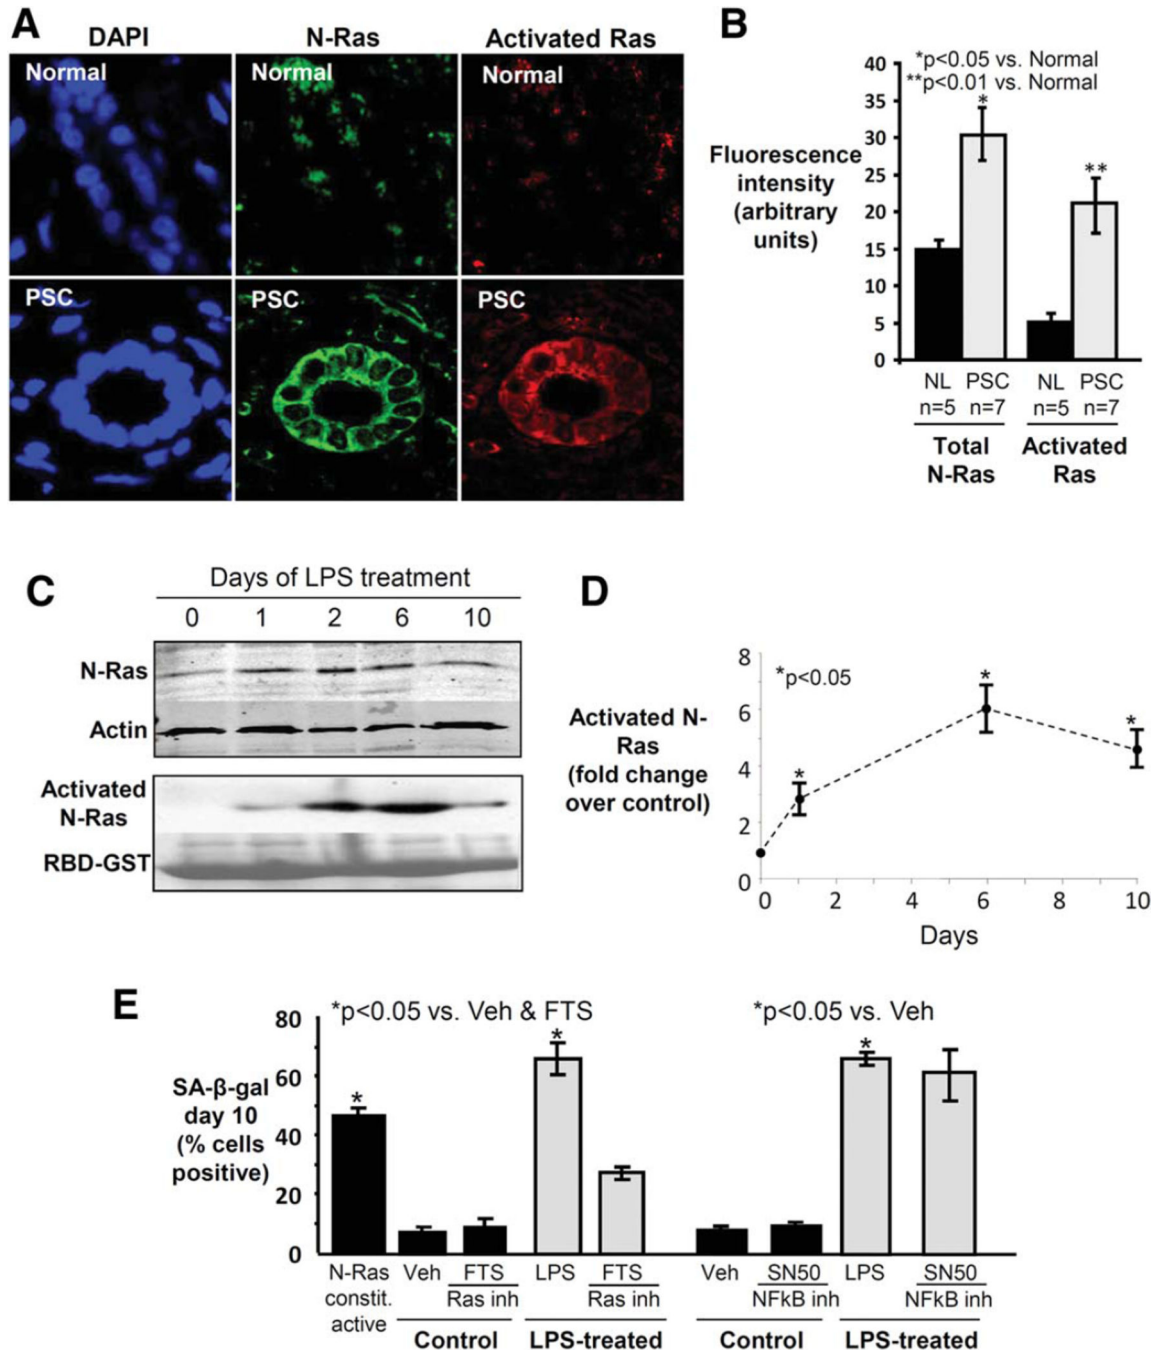 A
DAPI
N-Ras
Activated Ras
Normal
Normal
Normal
PSC
PSC
PSC
B
*p<0.05 vs. Normal
**p<0.01 vs. Normal
Fluorescence
intensity
(arbitrary
units)
40
35
30
25
20
15
10
5
0
*
**
NL PSC NL PSC
n=5 n=7 n=5 n=7
Total
N-Ras
Activated
Ras
C
Days of LPS treatment
0 1 2 6 10
N-Ras
Actin
Activated
N-Ras
RBD-GST
D
*p<0.05
Activated N-
Ras
(fold change
over control)
8
6
4
2
0
*
*
*
0 2 4 6 8 10
Days
E
*p<0.05 vs. Veh & FTS
*p<0.05 vs. Veh
SA-β-gal
day 10
(% cells
positive)
80
60
40
20
0
*
*
*
N-Ras
constit.
active
Veh
FTS
Ras inh
Control
LPS
FTS
Ras inh
LPS-treated
Veh
SN50
NFkB inh
Control
LPS
SN50
NFkB inh
LPS-treated